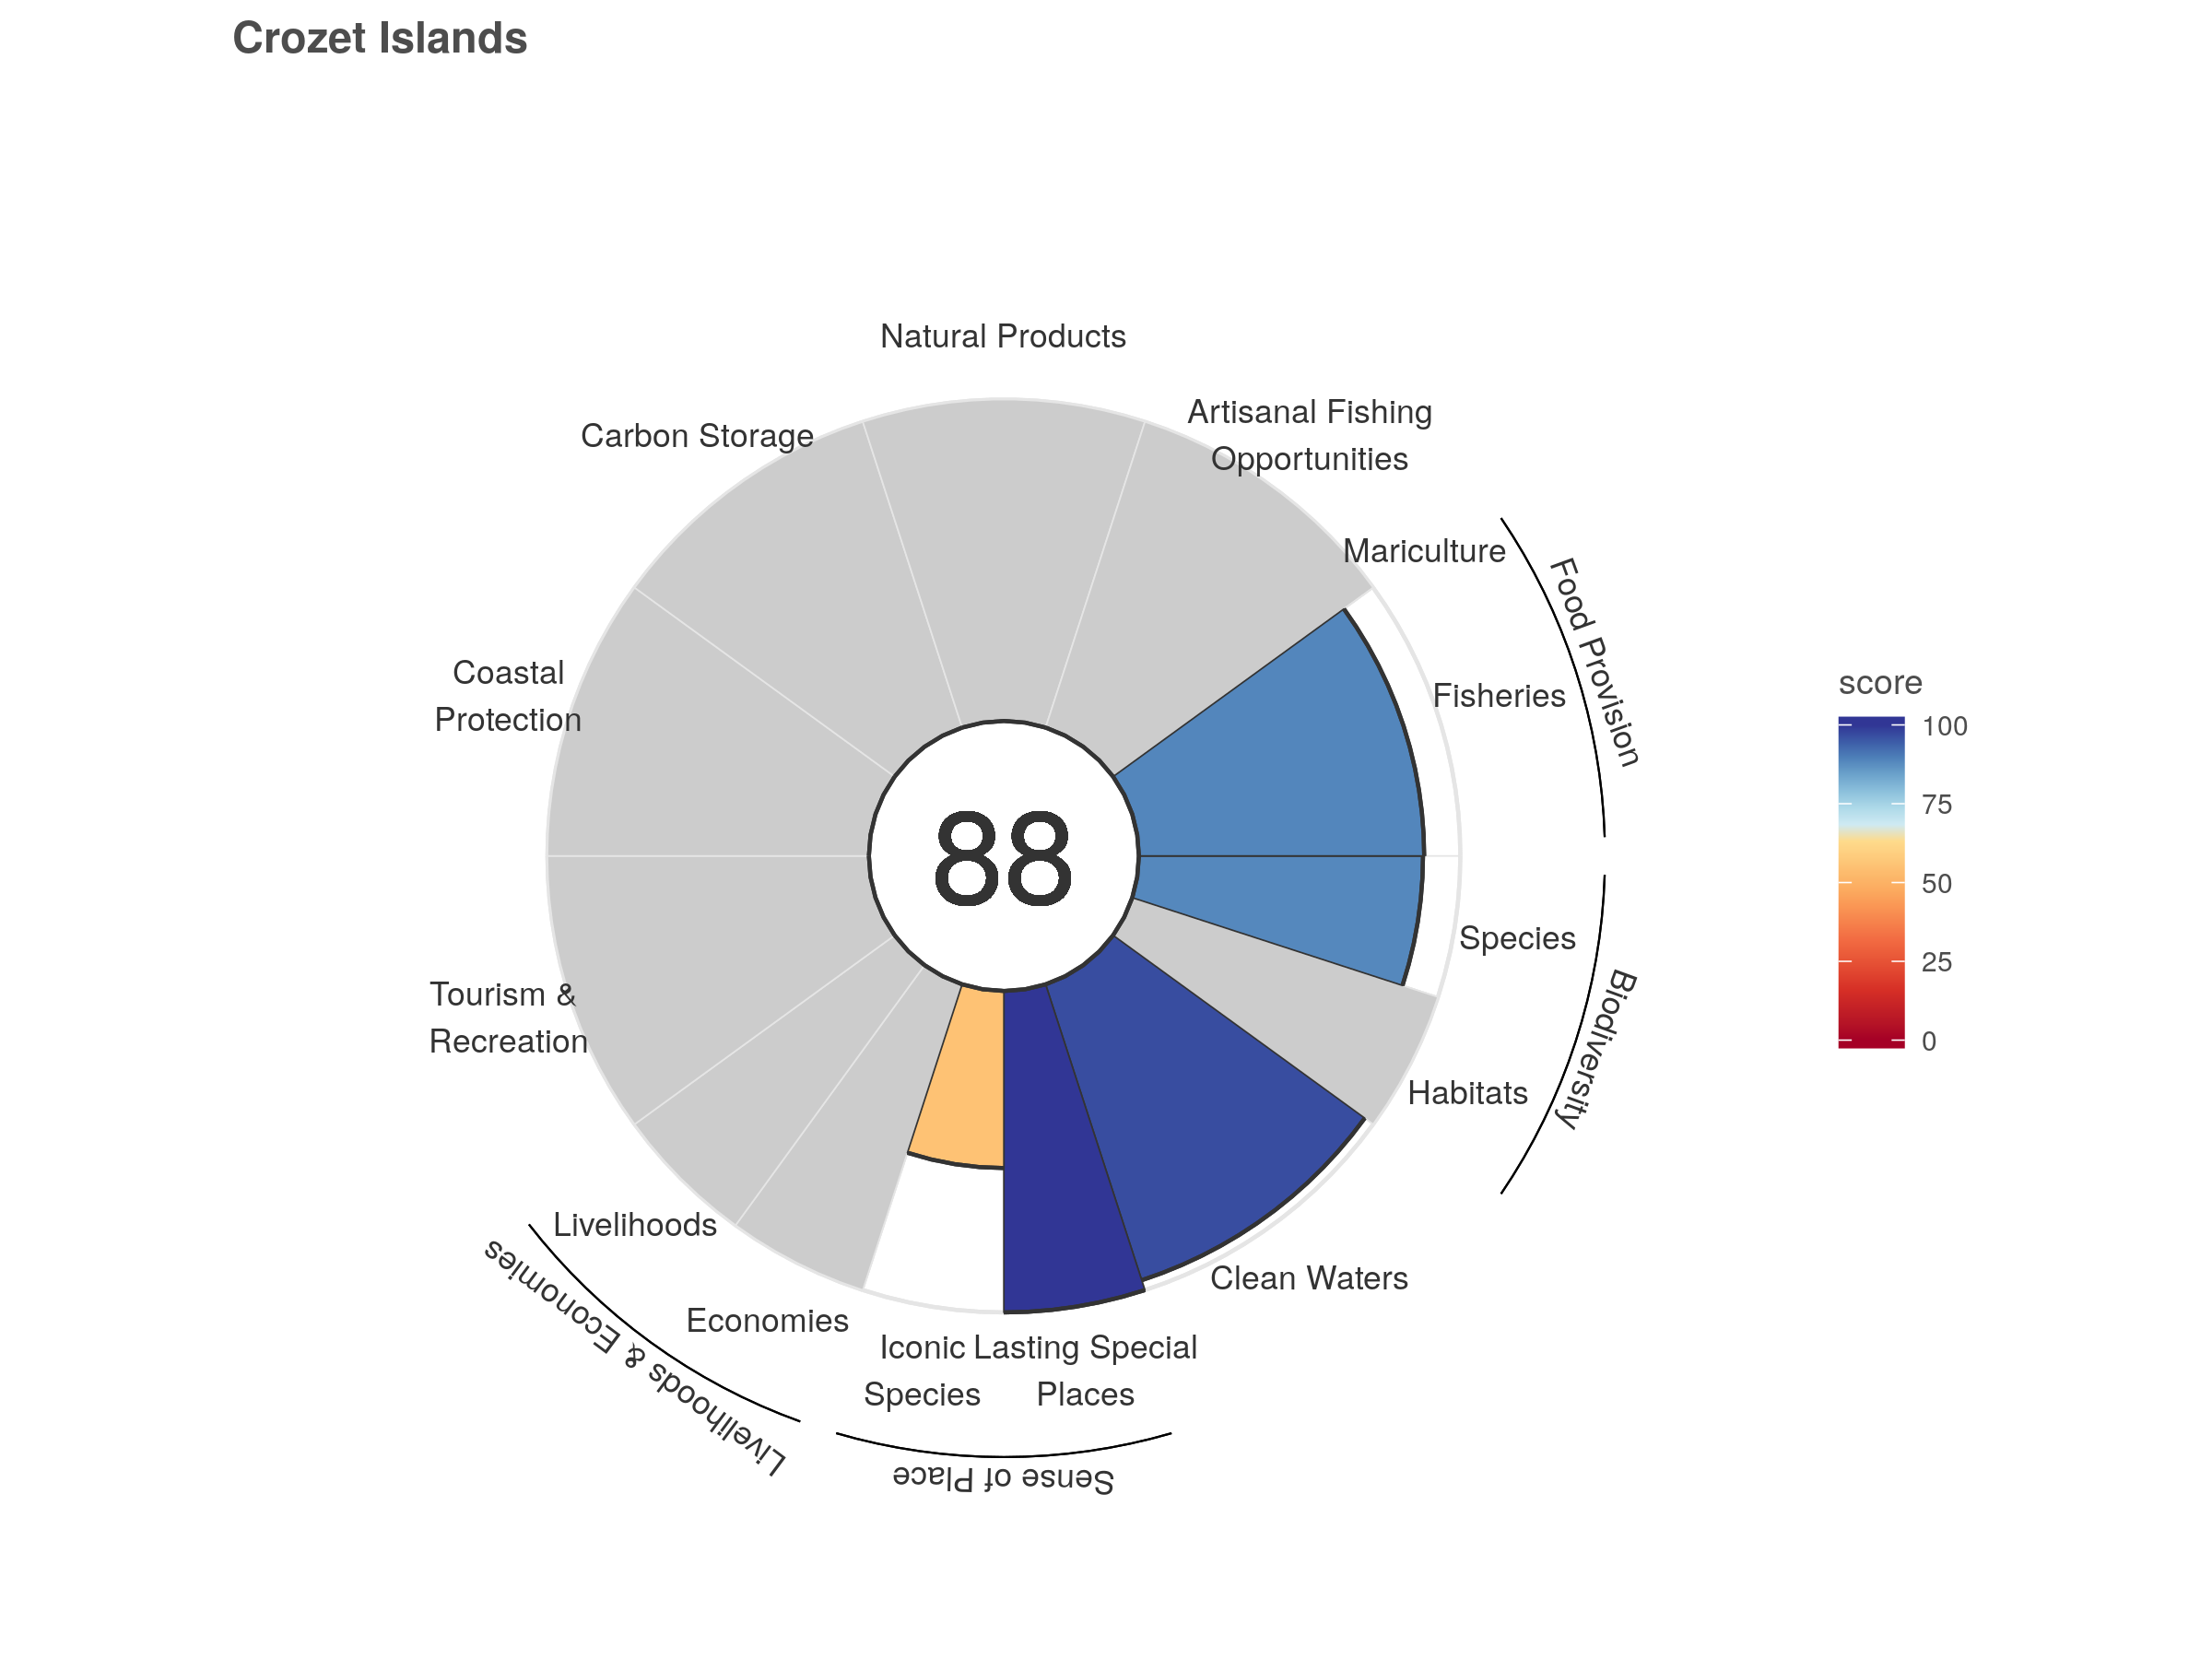 Crozet Islands
Natural Products
Artisanal Fishing
Opportunities
Carbon Storage
Mariculture
Food Provision
Fisheries
Coastal
Protection
score
100
75
50
25
0
88
Species
Biodiversity
Habitats
Tourism &
Recreation
Livelihoods
Clean Waters
Economies
Livelihoods & Economies
Iconic
Species
Lasting Special
Places
Sense of Place